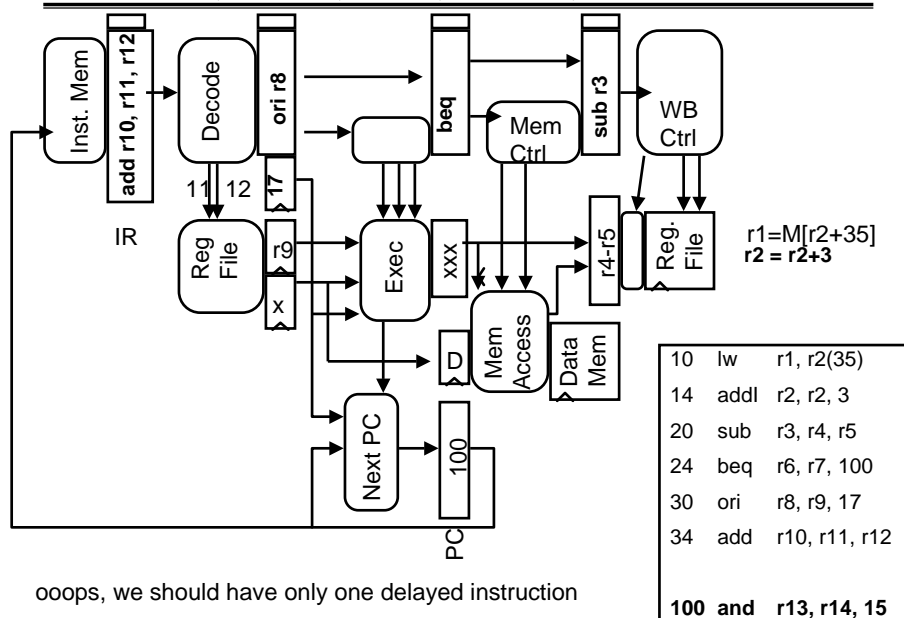 Inst. Mem
add r10, r11, r12
IR
Decode
11 12
Reg
File
ori r8
17
r9
x
Exec
beq
xxx
D
Mem
Ctrl
Mem
Access
Data
Mem
sub r3
r4-r5
WB
Ctrl
Reg.
File
r1=M[r2+35]
r2 = r2+3
Next PC
100
PC
10 lw r1, r2(35)
14 addI r2, r2, 3
20 sub r3, r4, r5
24 beq r6, r7, 100
30 ori r8, r9, 17
34 add r10, r11, r12
100 and r13, r14, 15
ooops, we should have only one delayed instruction